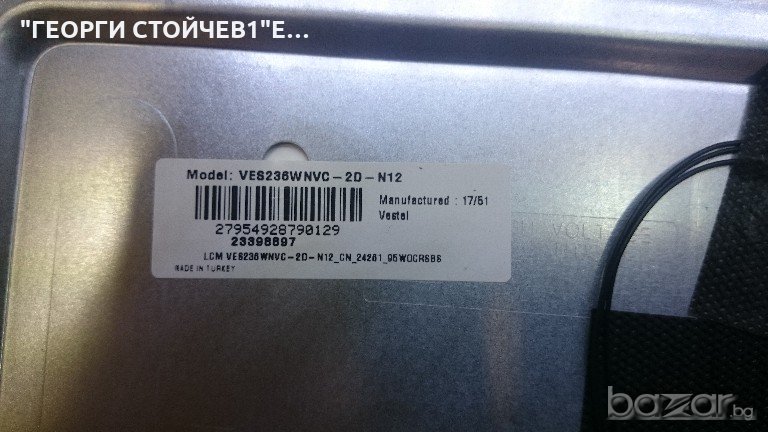 "ГЕОРГИ СТОЙЧЕВ1"Е...
Model: VES236WNVC-2D-N12
Manufactured : 17/51
Vestel
27954928790129
23398897
LCM VES236WNVC-2D-N12_CN_24261_95WOCRSBS
MADE IN TURKEY
bazar.bg